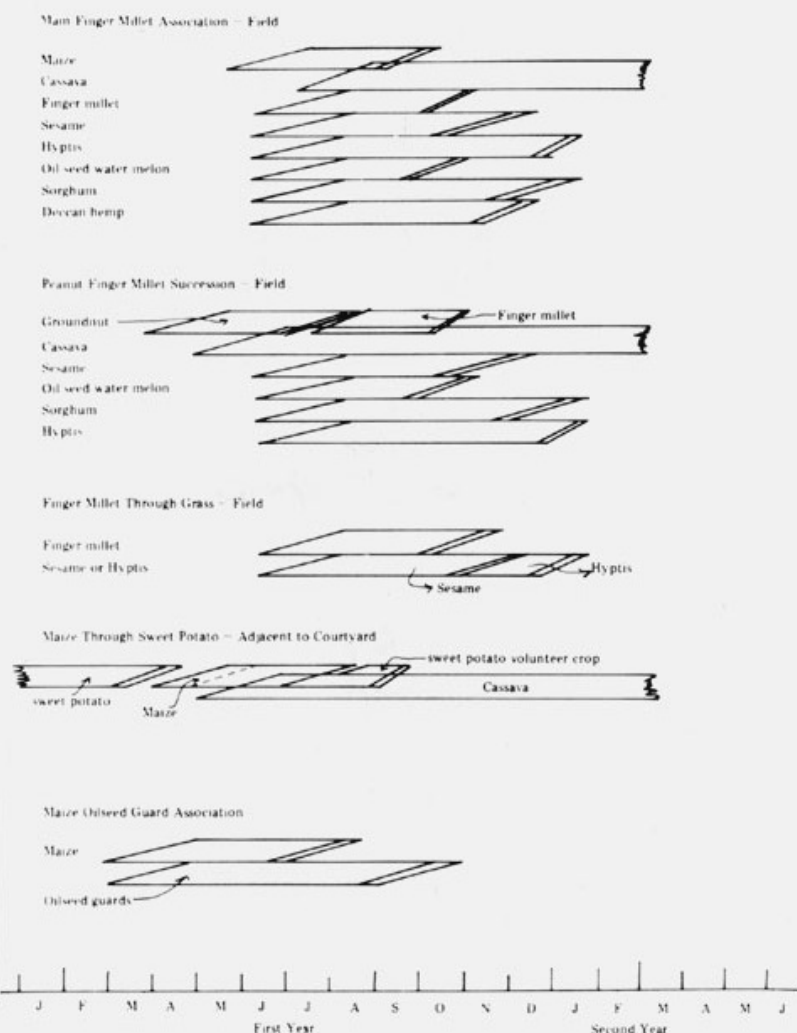 Main Finger Millet Association – Field
Maize
Cassava
Finger millet
Sesame
Hyptis
Oil seed water melon
Sorghum
Deccan hemp
Peanut Finger Millet Succession – Field
Groundnut
Finger millet
Cassava
Sesame
Oil seed water melon
Sorghum
Hyptis
Finger Millet Through Grass – Field
Finger millet
Sesame or Hyptis
Hyptis
Sesame
Maize Through Sweet Potato – Adjacent to Courtyard
sweet potato volunteer crop
Cassava
sweet potato
Maize
Maize Oilseed Guard Association
Maize
Oilseed guards
J F M A M J J A S O N D J F M A M J
First Year Second Year